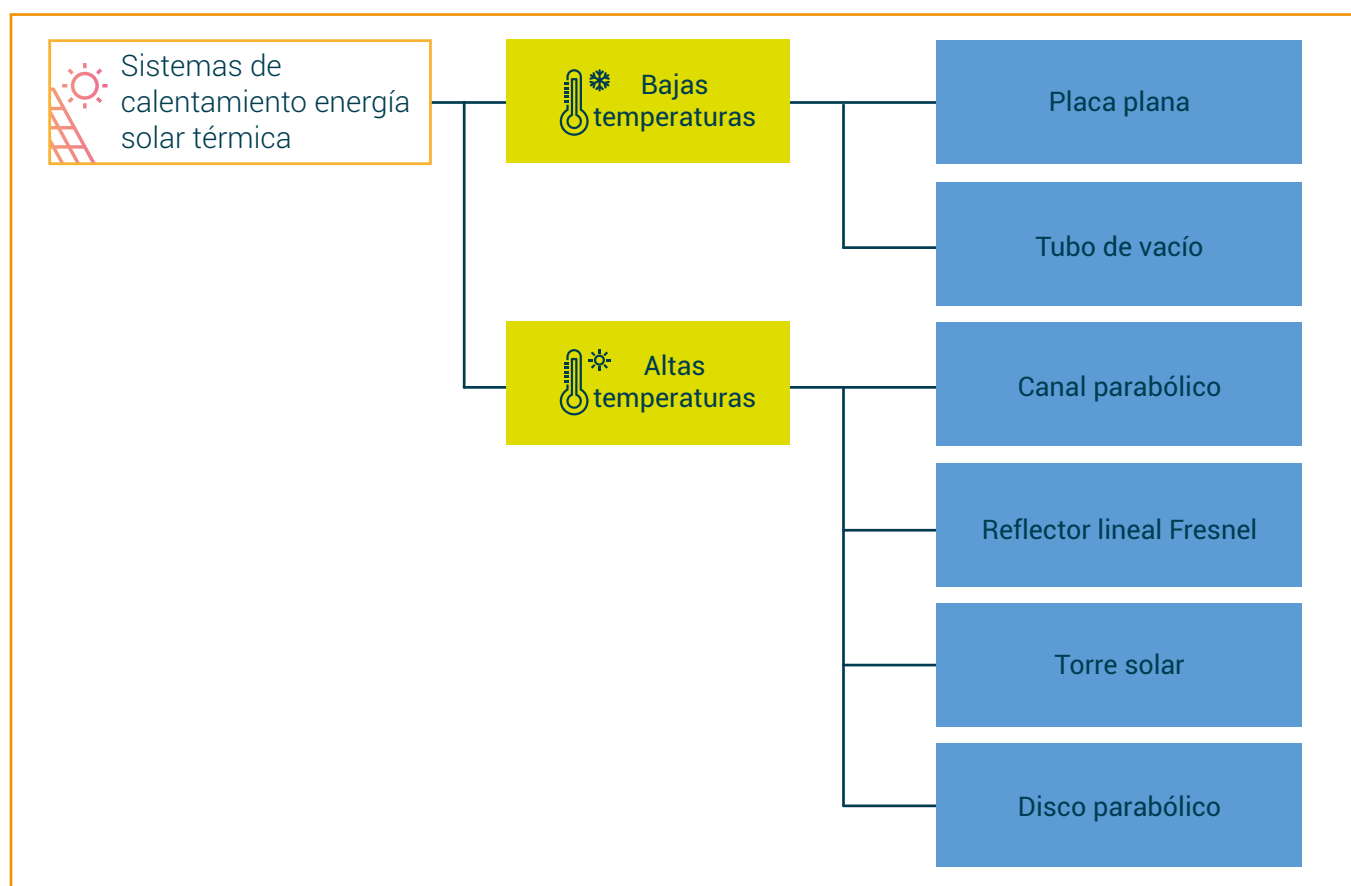 Sistemas de
calentamiento energía
solar térmica
Bajas
temperaturas
Placa plana
Tubo de vacío
Altas
temperaturas
Canal parabólico
Reflector lineal Fresnel
Torre solar
Disco parabólico